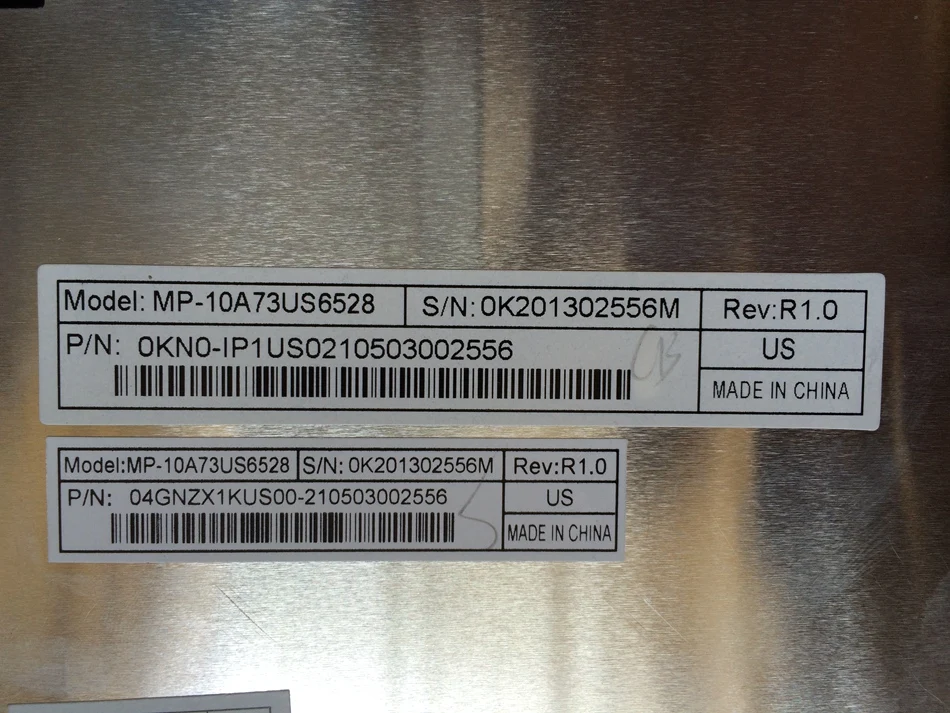 Model: MP-10A73US6528 S/N: 0K201302556M Rev:R1.0
P/N: 0KN0-IP1US0210503002556 US
MADE IN CHINA
Model:MP-10A73US6528 S/N: 0K201302556M Rev:R1.0
P/N: 04GNZX1KUS00-210503002556 US
MADE IN CHINA